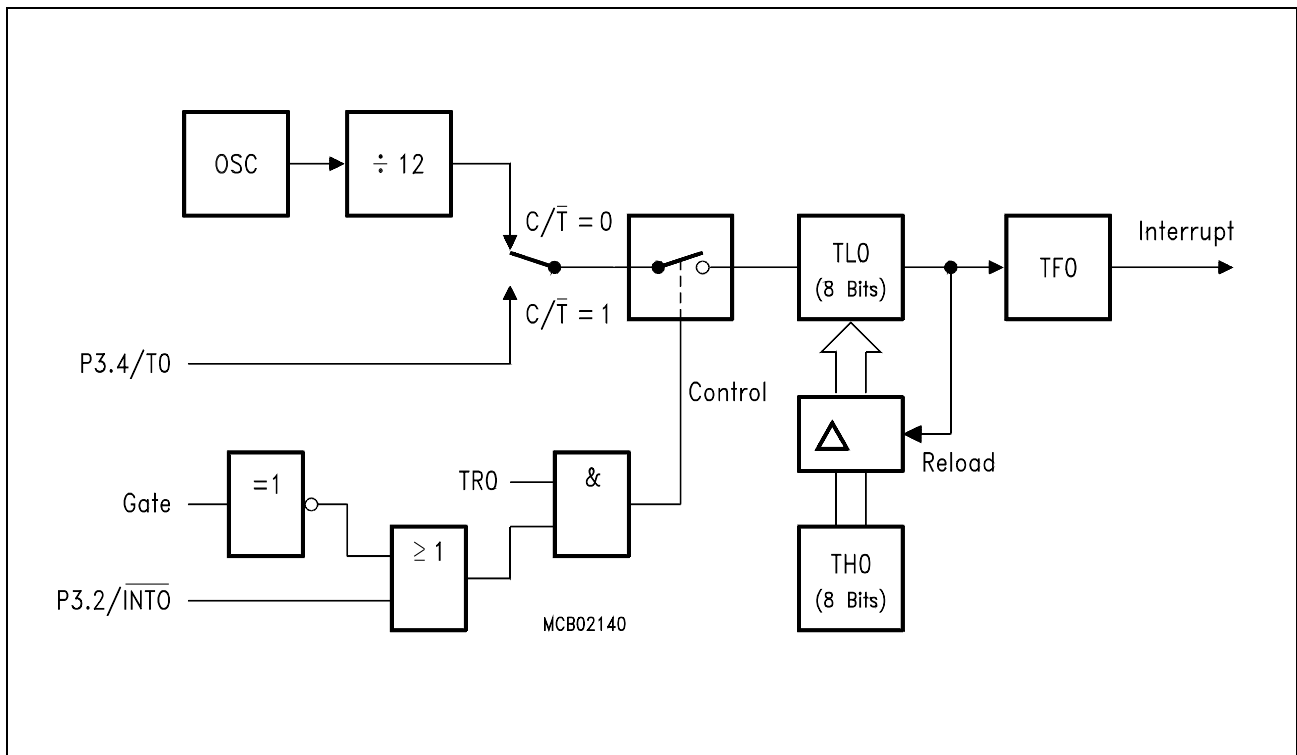 OSC
÷ 12
C/T̅ = 0
C/T̅ = 1
P3.4/T0
TL0
(8 Bits)
TF0
Interrupt
Control
Reload
Gate
=1
TR0
&
≥ 1
P3.2/I̅N̅T̅0̅
TH0
(8 Bits)
MCB02140